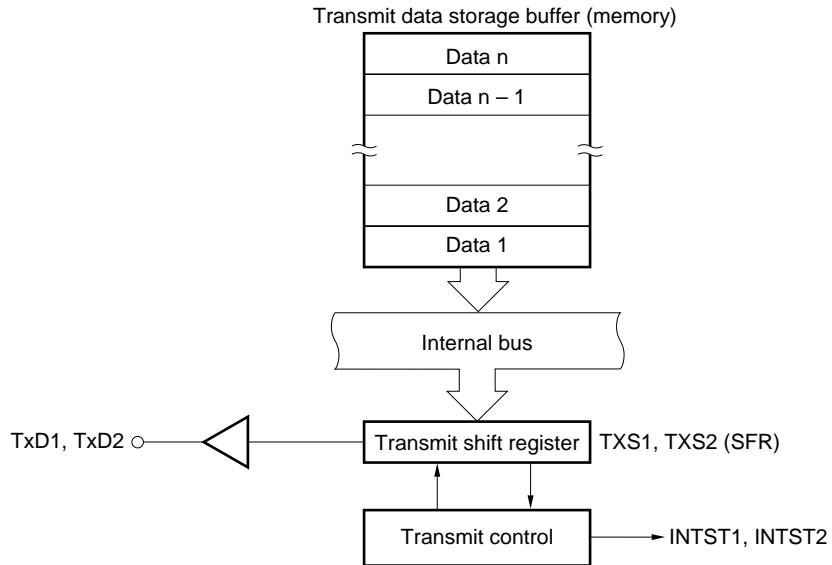 Transmit data storage buffer (memory)
Data n
Data n – 1
Data 2
Data 1
Internal bus
TxD1, TxD2
Transmit shift register
TXS1, TXS2 (SFR)
Transmit control
INTST1, INTST2